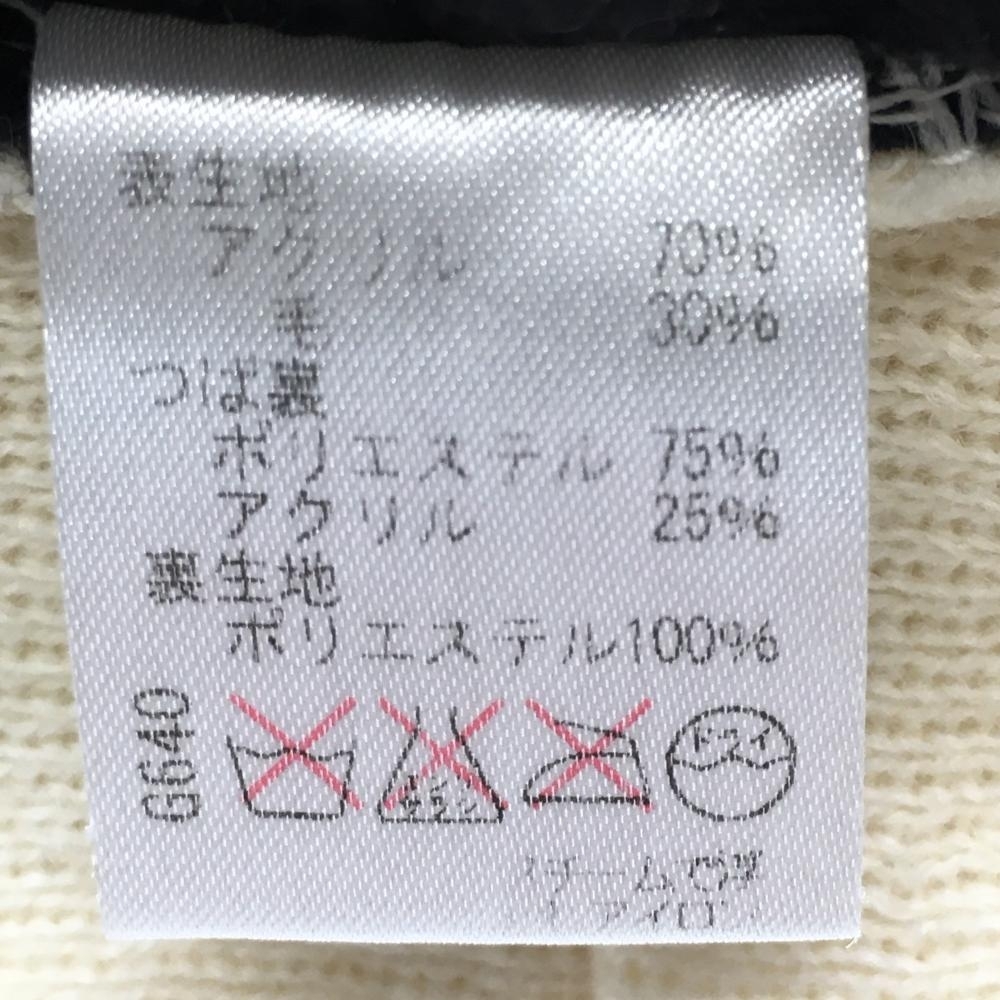 表生地
アクリル 70%
毛 30%
つば裏
ポリエステル 75%
アクリル 25%
裏生地
ポリエステル100%
G640
ドライ